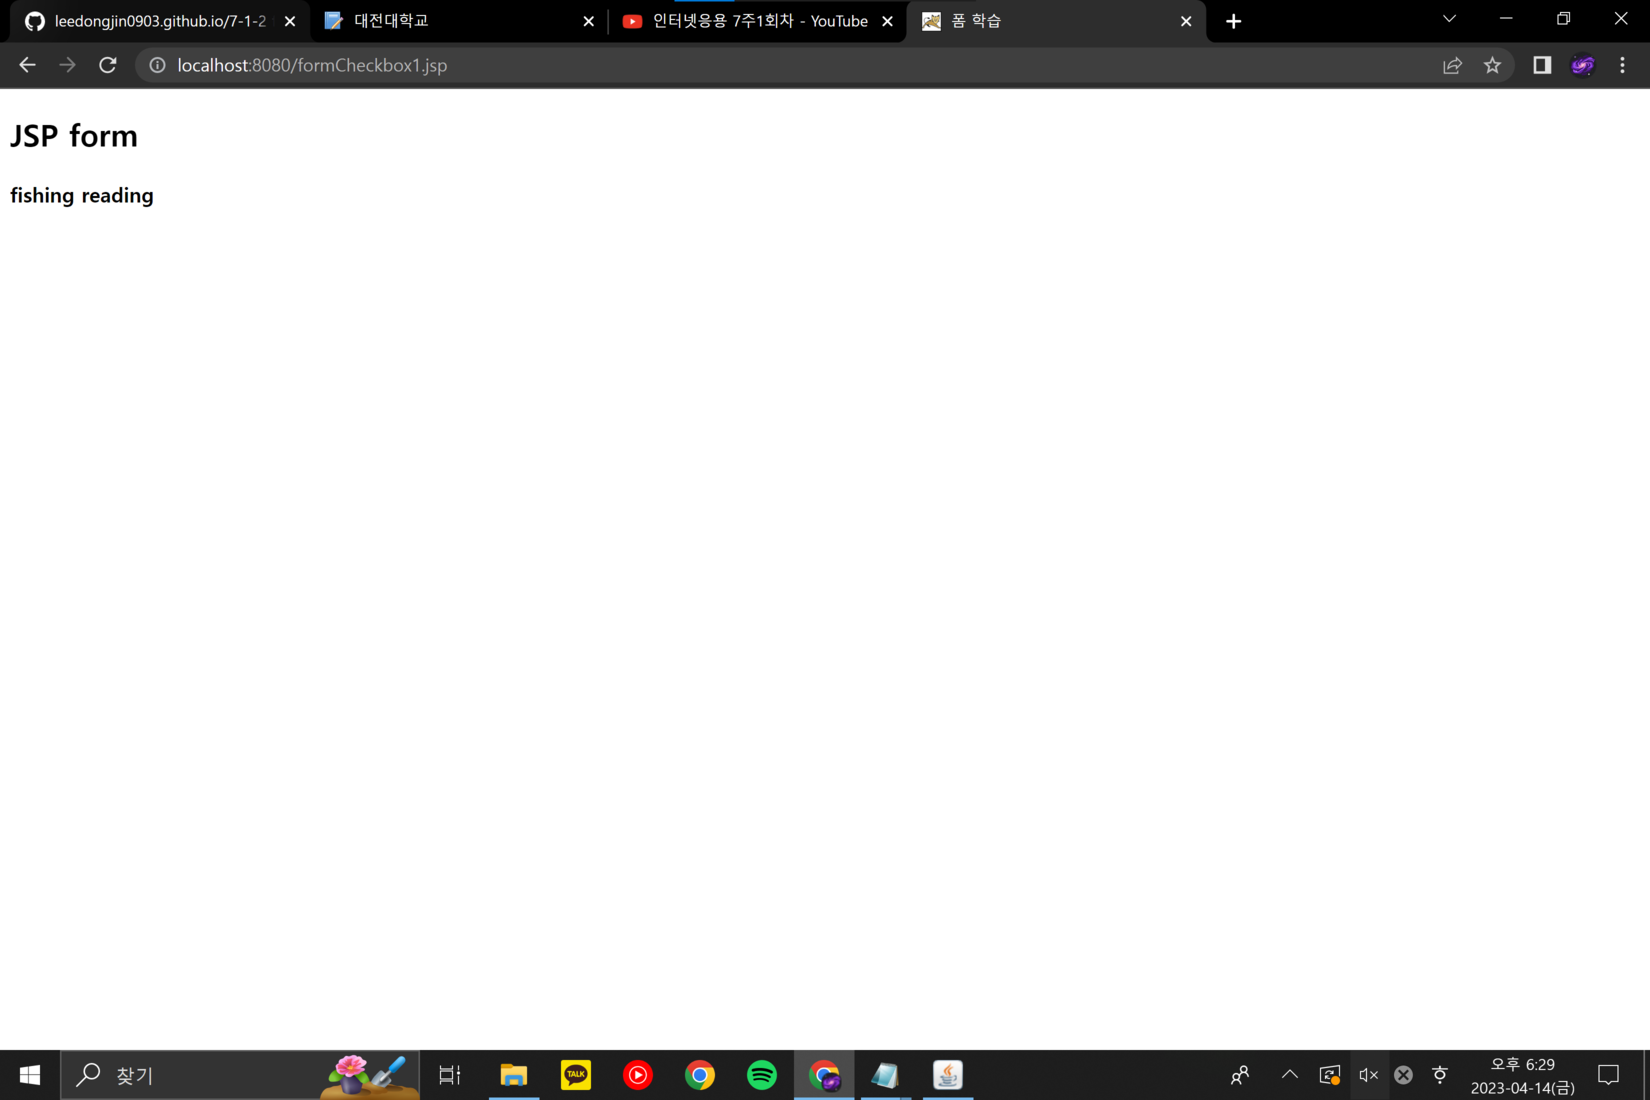 leedongjin0903.github.io/7-1-2
대전대학교
인터넷응용 7주1회차 - YouTube
폼 학습
localhost:8080/formCheckbox1.jsp
JSP form
fishing reading
찾기
TALK
오후 6:29
2023-04-14(금)